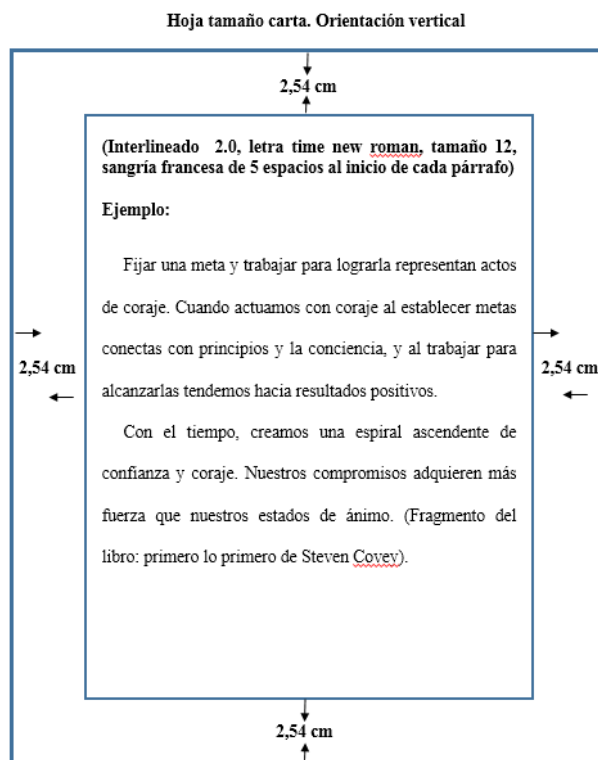 Hoja tamaño carta. Orientación vertical
2,54 cm
(Interlineado 2.0, letra time new roman, tamaño 12,
sangría francesa de 5 espacios al inicio de cada párrafo)
Ejemplo:
Fijar una meta y trabajar para lograrla representan actos
de coraje. Cuando actuamos con coraje al establecer metas
conectas con principios y la conciencia, y al trabajar para
2,54 cm
2,54 cm
alcanzarlas tendemos hacia resultados positivos.
Con el tiempo, creamos una espiral ascendente de
confianza y coraje. Nuestros compromisos adquieren más
fuerza que nuestros estados de ánimo. (Fragmento del
libro: primero lo primero de Steven Covey).
2,54 cm